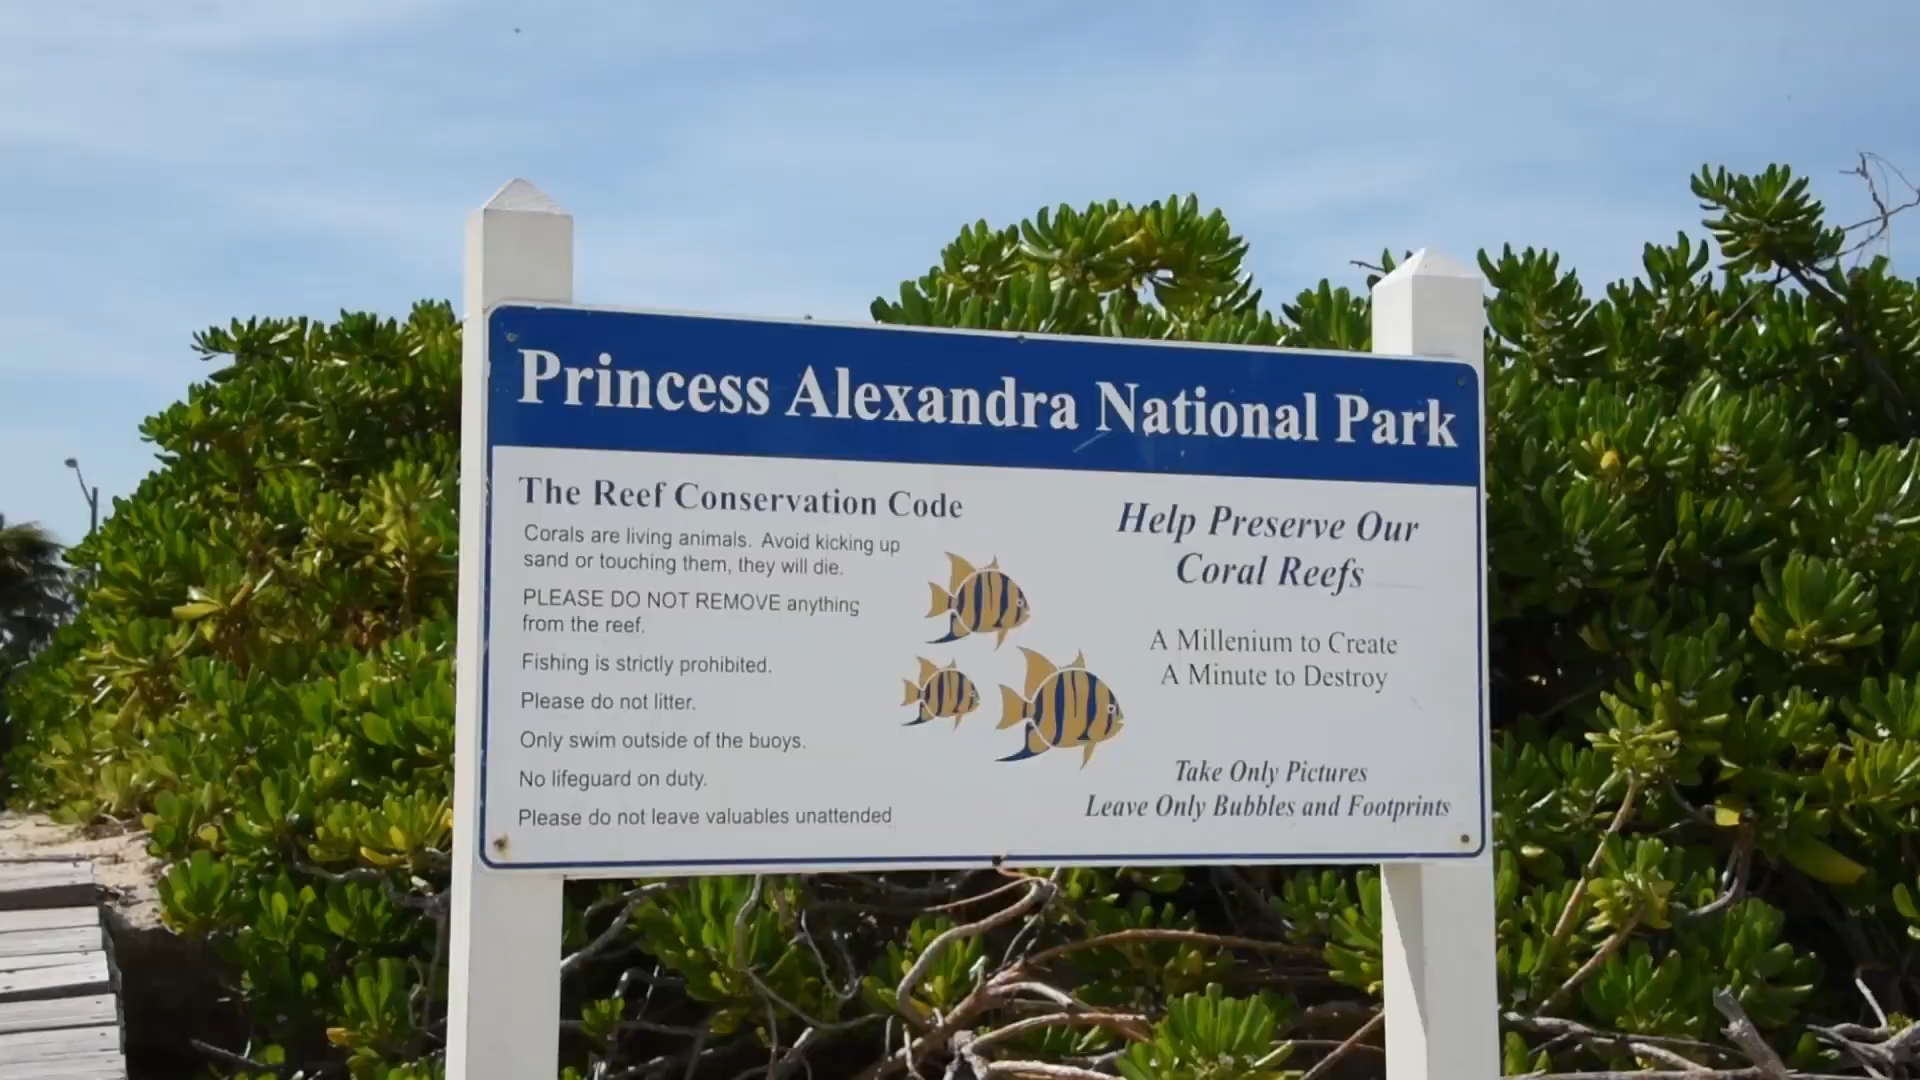 Princess Alexandra National Park
The Reef Conservation Code
Corals are living animals. Avoid kicking up
sand or touching them, they will die.
PLEASE DO NOT REMOVE anything
from the reef.
Fishing is strictly prohibited.
Please do not litter.
Only swim outside of the buoys.
No lifeguard on duty.
Please do not leave valuables unattended
Help Preserve Our
Coral Reefs
A Millenium to Create
A Minute to Destroy
Take Only Pictures
Leave Only Bubbles and Footprints